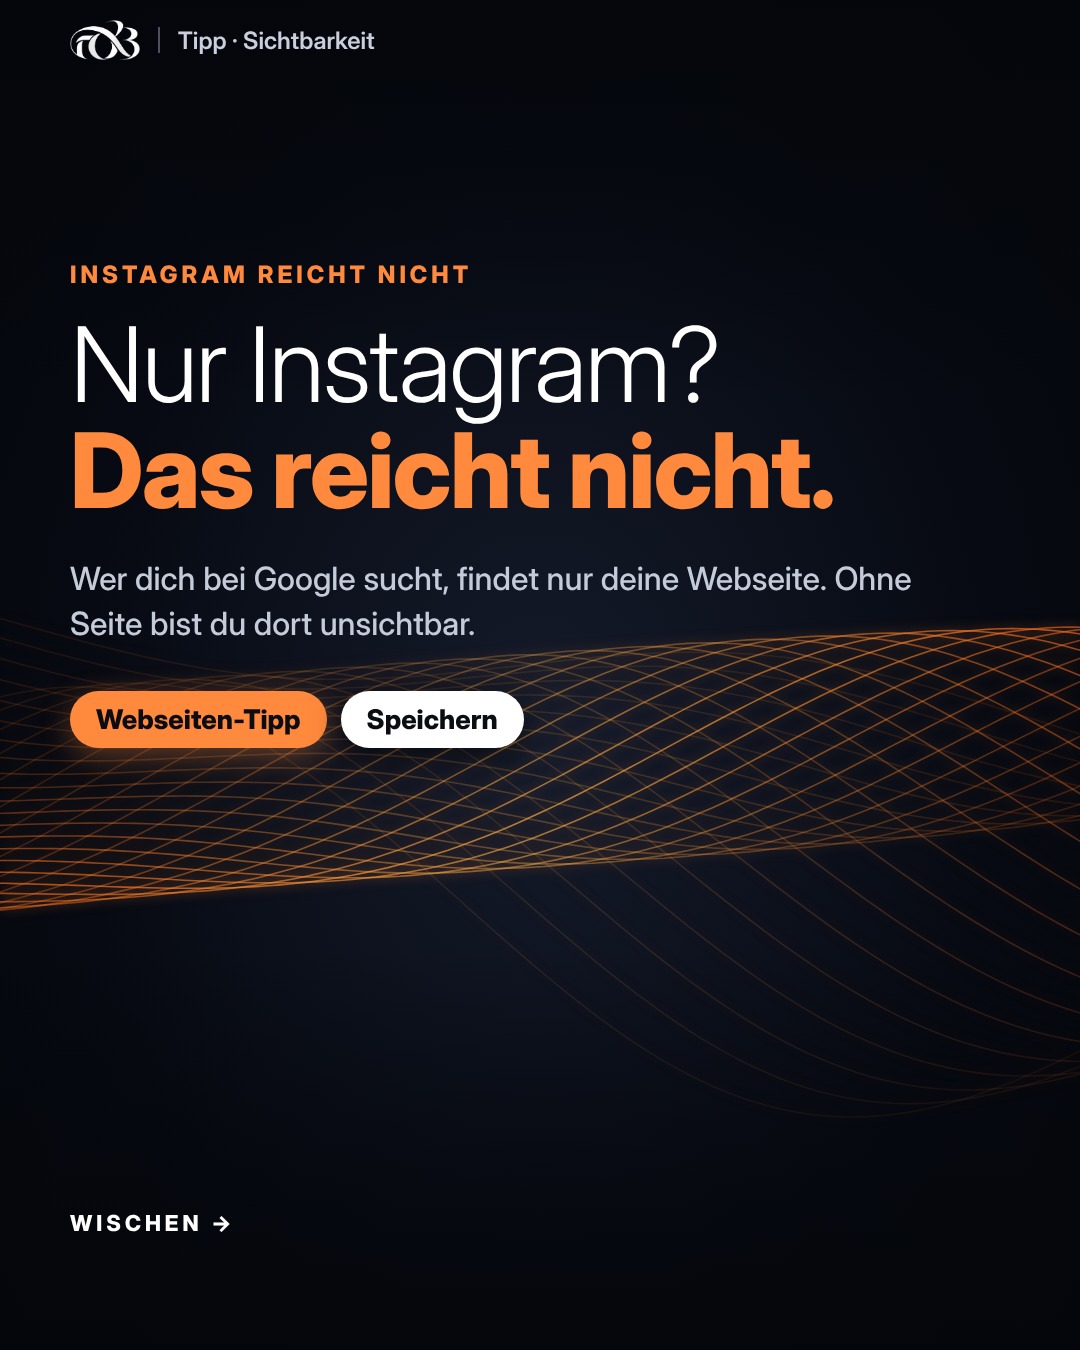 Tipp · Sichtbarkeit
INSTAGRAM REICHT NICHT
Nur Instagram?
Das reicht nicht.
Wer dich bei Google sucht, findet nur deine Webseite. Ohne
Seite bist du dort unsichtbar.
Webseiten-Tipp
Speichern
WISCHEN →